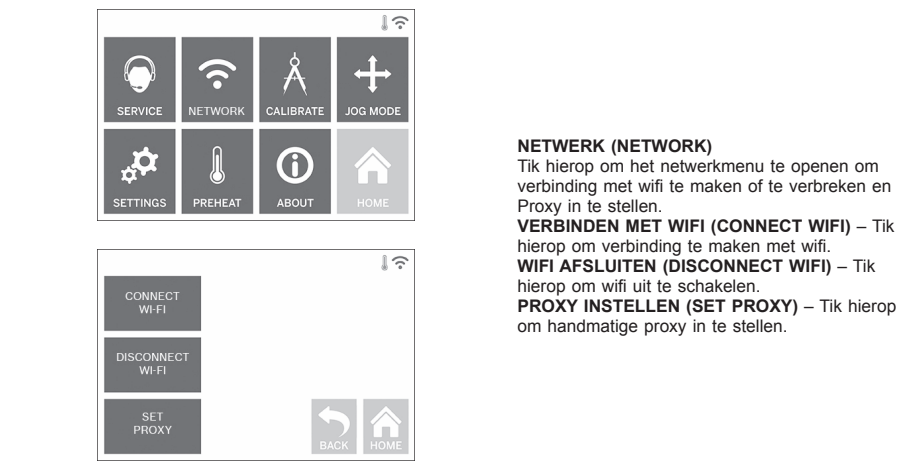 SERVICE NETWORK CALIBRATE JOG MODE
SETTINGS PREHEAT ABOUT HOME
CONNECT
WI-FI
DISCONNECT
WI-FI
SET
PROXY
BACK HOME
NETWERK (NETWORK)
Tik hierop om het netwerkmenu te openen om
verbinding met wifi te maken of te verbreken en
Proxy in te stellen.
VERBINDEN MET WIFI (CONNECT WIFI) – Tik
hierop om verbinding te maken met wifi.
WIFI AFSLUITEN (DISCONNECT WIFI) – Tik
hierop om wifi uit te schakelen.
PROXY INSTELLEN (SET PROXY) – Tik hierop
om handmatige proxy in te stellen.